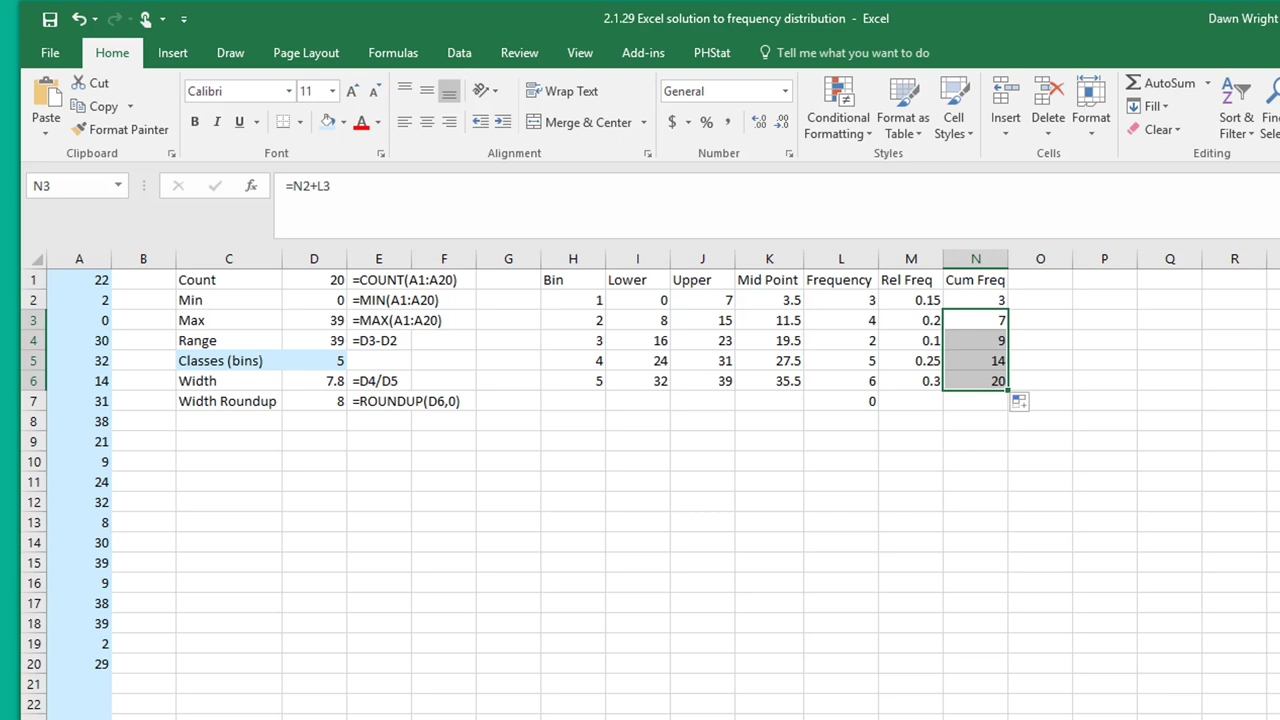 2.1.29 Excel solution to frequency distribution - Excel
Dawn Wright
File Home Insert Draw Page Layout Formulas Data Review View Add-ins PHStat Tell me what you want to do
Cut
Copy
Format Painter
Paste
Clipboard
Calibri 11
B I U
Font
Wrap Text
Merge & Center
Alignment
General
$ % ,
Number
Conditional Formatting
Format as Table
Cell Styles
Styles
Insert Delete Format
Cells
AutoSum
Fill
Clear
Sort & Filter
Editing
N3 fx =N2+L3
A B C D E F G H I J K L M N O P Q R
1 22 Count 20 =COUNT(A1:A20) Bin Lower Upper Mid Point Frequency Rel Freq Cum Freq
2 2 Min 0 =MIN(A1:A20) 1 0 7 3.5 3 0.15 3
3 0 Max 39 =MAX(A1:A20) 2 8 15 11.5 4 0.2 7
4 30 Range 39 =D3-D2 3 16 23 19.5 2 0.1 9
5 32 Classes (bins) 5 4 24 31 27.5 5 0.25 14
6 14 Width 7.8 =D4/D5 5 32 39 35.5 6 0.3 20
7 31 Width Roundup 8 =ROUNDUP(D6,0) 0
8 38
9 21
10 9
11 24
12 32
13 8
14 30
15 39
16 9
17 38
18 39
19 2
20 29
21
22